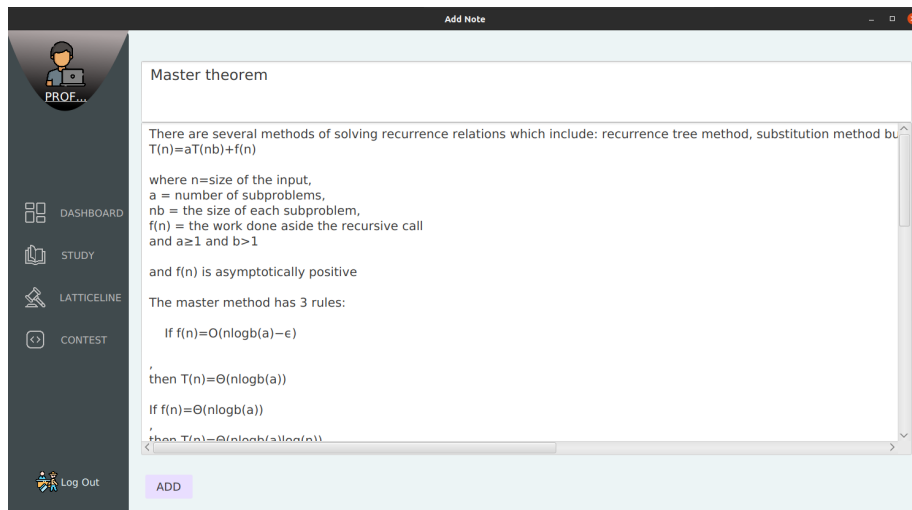 Add Note
PROF...
DASHBOARD
STUDY
LATTICELINE
CONTEST
Log Out
Master theorem
There are several methods of solving recurrence relations which include: recurrence tree method, substitution method bu
T(n)=aT(nb)+f(n)
where n=size of the input,
a = number of subproblems,
nb = the size of each subproblem,
f(n) = the work done aside the recursive call
and a≥1 and b>1
and f(n) is asymptotically positive
The master method has 3 rules:
If f(n)=O(nlogb(a)−ϵ)
,
then T(n)=Θ(nlogb(a))
If f(n)=Θ(nlogb(a))
,
then T(n)=Θ(nlogb(a)log(n))
ADD